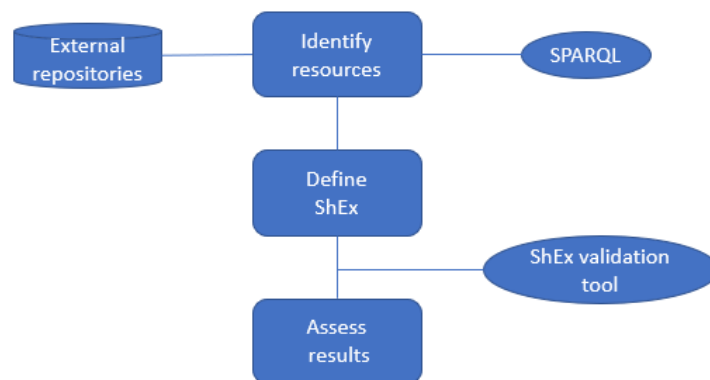 External
repositories
Identify
resources
SPARQL
Define
ShEx
ShEx validation
tool
Assess
results